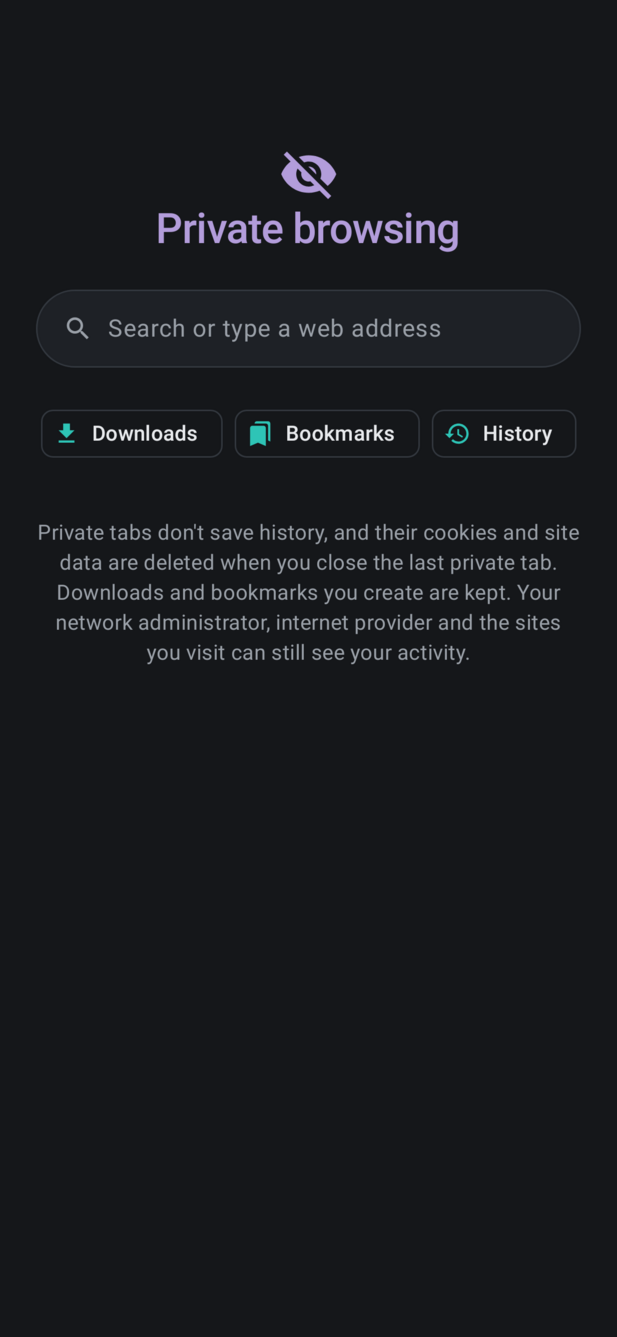 Private browsing
Search or type a web address
Downloads
Bookmarks
History
Private tabs don't save history, and their cookies and site
data are deleted when you close the last private tab.
Downloads and bookmarks you create are kept. Your
network administrator, internet provider and the sites
you visit can still see your activity.